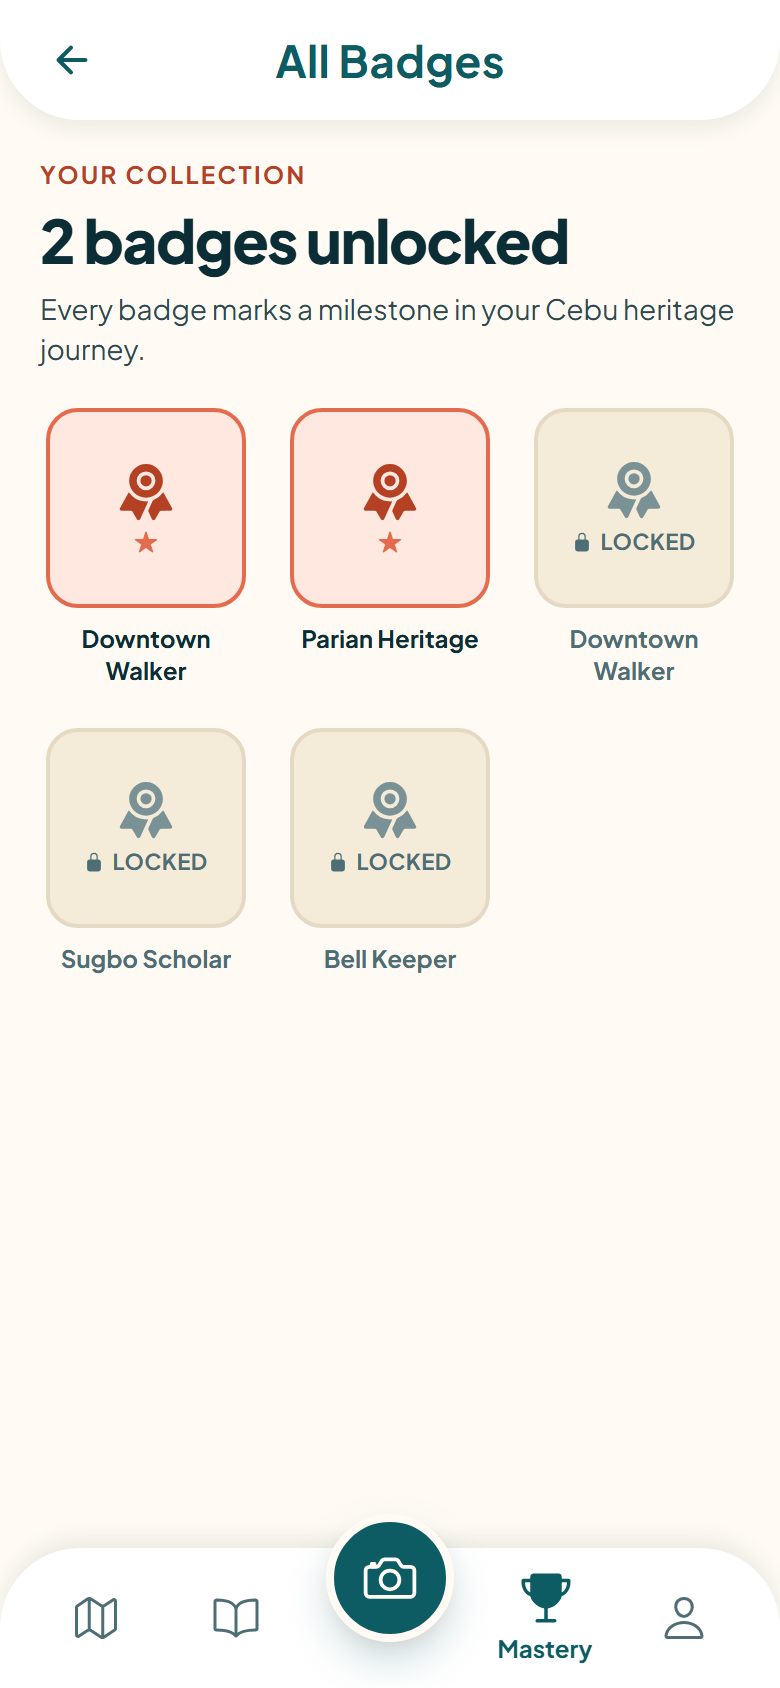 All Badges
YOUR COLLECTION
2 badges unlocked
Every badge marks a milestone in your Cebu heritage
journey.
Downtown
Walker
Parian Heritage
LOCKED
Downtown
Walker
LOCKED
Sugbo Scholar
LOCKED
Bell Keeper
Mastery